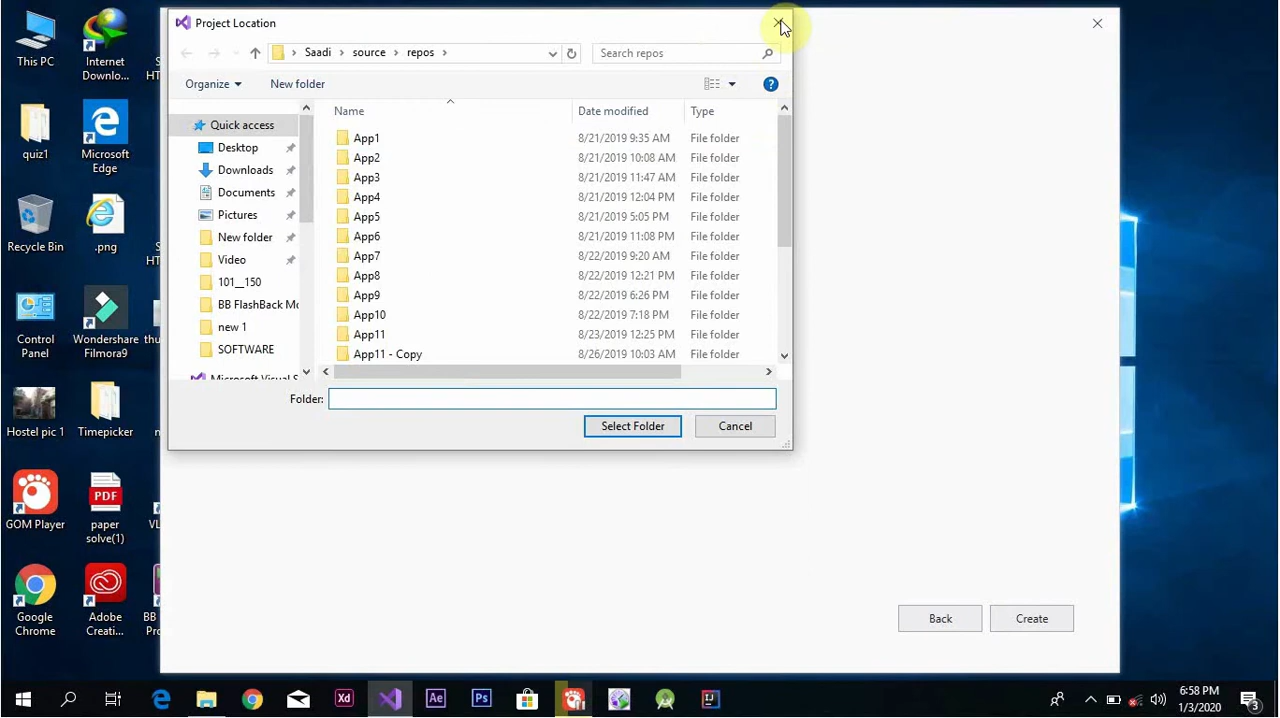 This PC
Internet
Downlo...
quiz1
Microsoft
Edge
Recycle Bin
.png
Control
Panel
Wondershare
Filmora9
Hostel pic 1
Timepicker
GOM Player
PDF
paper
solve(1)
Google
Chrome
Adobe
Creati...
Project Location
Saadi
source
repos
Search repos
Organize
New folder
Name
Date modified
Type
Quick access
Desktop
Downloads
Documents
Pictures
New folder
Video
101__150
BB FlashBack Mo
new 1
SOFTWARE
Microsoft Visual S
App1 8/21/2019 9:35 AM File folder
App2 8/21/2019 10:08 AM File folder
App3 8/21/2019 11:47 AM File folder
App4 8/21/2019 12:04 PM File folder
App5 8/21/2019 5:05 PM File folder
App6 8/21/2019 11:08 PM File folder
App7 8/22/2019 9:20 AM File folder
App8 8/22/2019 12:21 PM File folder
App9 8/22/2019 6:26 PM File folder
App10 8/22/2019 7:18 PM File folder
App11 8/23/2019 12:25 PM File folder
App11 - Copy 8/26/2019 10:03 AM File folder
Folder:
Select Folder
Cancel
Back
Create
Xd
Ae
Ps
6:58 PM
1/3/2020
3